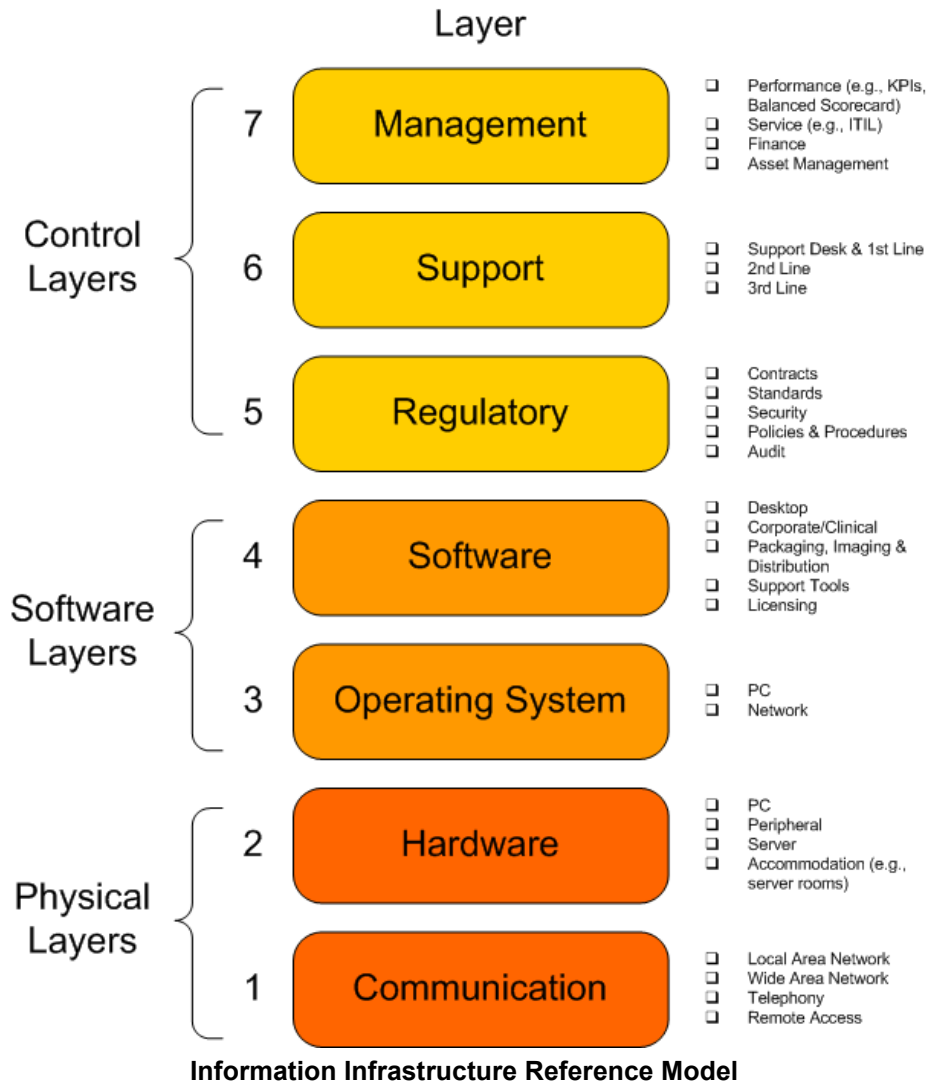 Layer
Control
Layers
7
Management
❑ Performance (e.g., KPIs,
Balanced Scorecard)
❑ Service (e.g., ITIL)
❑ Finance
❑ Asset Management
6
Support
❑ Support Desk & 1st Line
❑ 2nd Line
❑ 3rd Line
5
Regulatory
❑ Contracts
❑ Standards
❑ Security
❑ Policies & Procedures
❑ Audit
Software
Layers
4
Software
❑ Desktop
❑ Corporate/Clinical
❑ Packaging, Imaging &
Distribution
❑ Support Tools
❑ Licensing
3
Operating System
❑ PC
❑ Network
Physical
Layers
2
Hardware
❑ PC
❑ Peripheral
❑ Server
❑ Accommodation (e.g.,
server rooms)
1
Communication
❑ Local Area Network
❑ Wide Area Network
❑ Telephony
❑ Remote Access
Information Infrastructure Reference Model